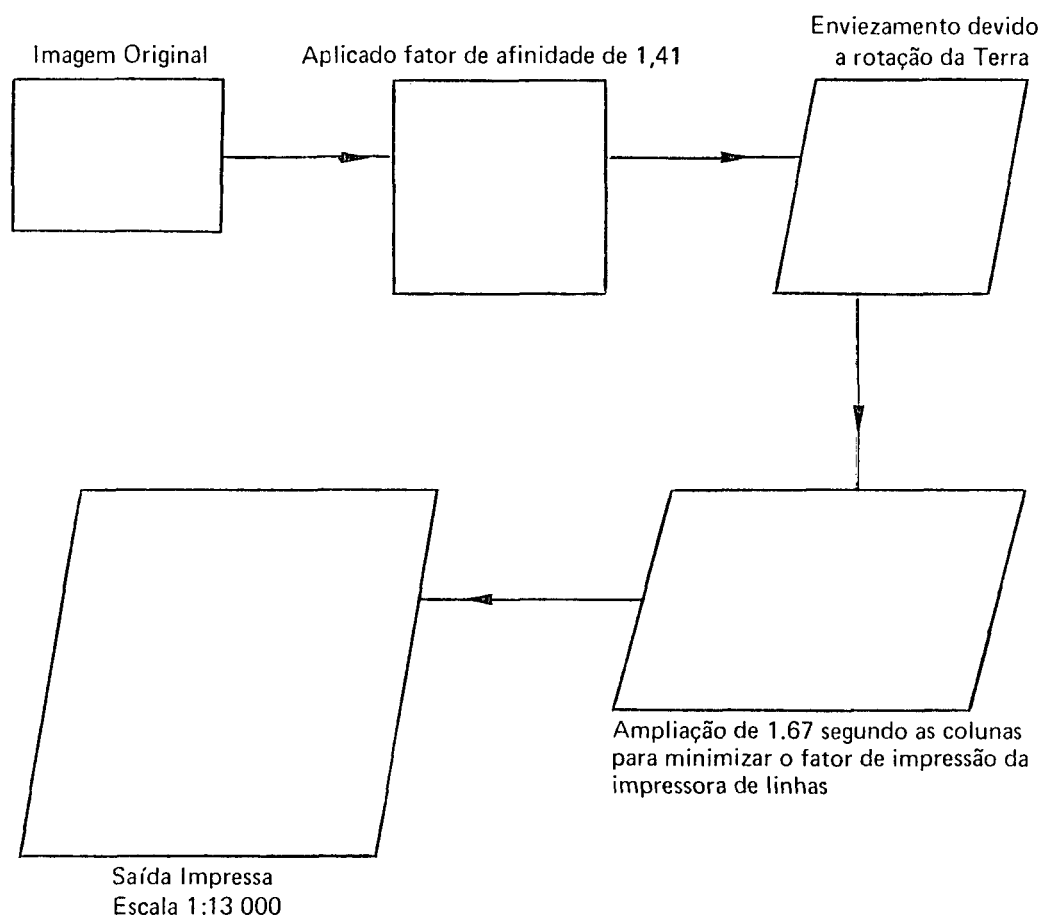 Imagem Original
Aplicado fator de afinidade de 1,41
Enviezamento devido
a rotação da Terra
Ampliação de 1.67 segundo as colunas
para minimizar o fator de impressão da
impressora de linhas
Saída Impressa
Escala 1:13 000